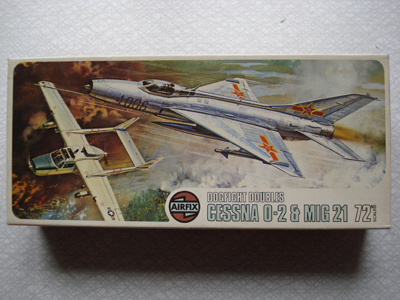 DOGFIGHT DOUBLES
AIRFIX
CESSNA O-2 & MIG 21 72